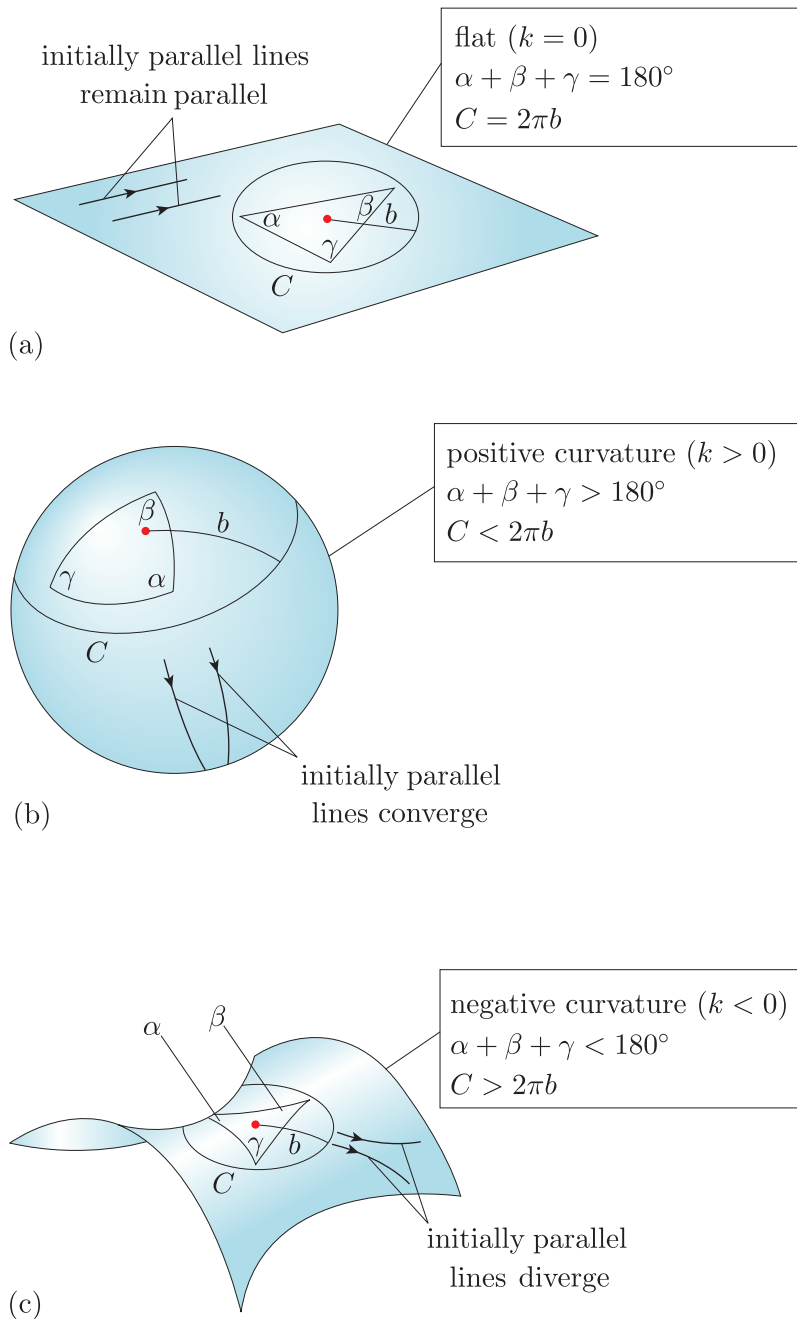 initially parallel lines
remain parallel
flat (k = 0)
α + β + γ = 180°
C = 2πb
α
β
b
γ
C
(a)
positive curvature (k > 0)
α + β + γ > 180°
C < 2πb
β
b
γ
α
C
initially parallel
lines converge
(b)
negative curvature (k < 0)
α + β + γ < 180°
C > 2πb
α
β
γ
b
C
initially parallel
lines diverge
(c)